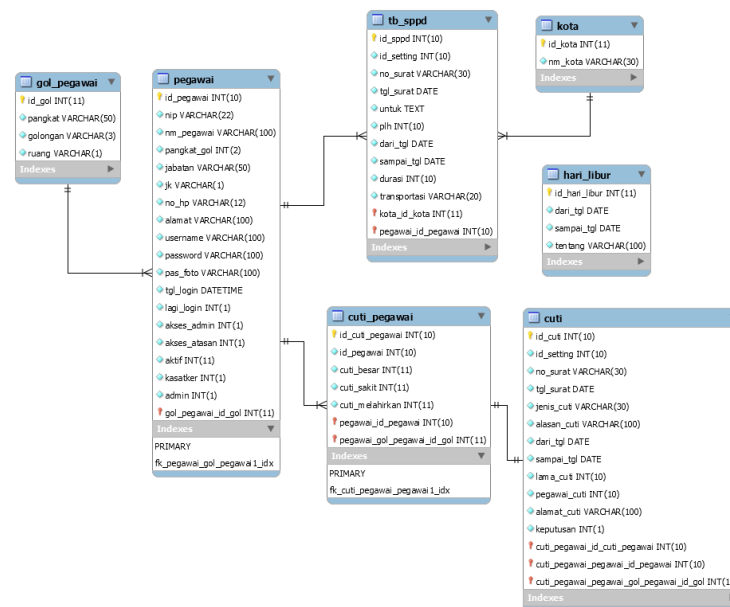 gol_pegawai
id_gol INT(11)
pangkat VARCHAR(50)
golongan VARCHAR(3)
ruang VARCHAR(1)
Indexes
pegawai
id_pegawai INT(10)
nip VARCHAR(22)
nm_pegawai VARCHAR(100)
pangkat_gol INT(2)
jabatan VARCHAR(50)
jk VARCHAR(1)
no_hp VARCHAR(12)
alamat VARCHAR(100)
username VARCHAR(100)
password VARCHAR(100)
pas_foto VARCHAR(100)
tgl_login DATETIME
lagi_login INT(1)
akses_admin INT(1)
akses_atasan INT(1)
aktif INT(11)
kasatker INT(1)
admin INT(1)
gol_pegawai_id_gol INT(11)
Indexes
PRIMARY
fk_pegawai_gol_pegawai1_idx
tb_sppd
id_sppd INT(10)
id_setting INT(10)
no_surat VARCHAR(30)
tgl_surat DATE
untuk TEXT
plh INT(10)
dari_tgl DATE
sampai_tgl DATE
durasi INT(10)
transportasi VARCHAR(20)
kota_id_kota INT(11)
pegawai_id_pegawai INT(10)
Indexes
kota
id_kota INT(11)
nm_kota VARCHAR(30)
Indexes
hari_libur
id_hari_libur INT(11)
dari_tgl DATE
sampai_tgl DATE
tentang VARCHAR(100)
Indexes
cuti_pegawai
id_cuti_pegawai INT(10)
id_pegawai INT(10)
cuti_besar INT(11)
cuti_sakit INT(11)
cuti_melahirkan INT(11)
pegawai_id_pegawai INT(10)
pegawai_gol_pegawai_id_gol INT(11)
Indexes
PRIMARY
fk_cuti_pegawai_pegawai1_idx
cuti
id_cuti INT(10)
id_setting INT(10)
no_surat VARCHAR(30)
tgl_surat DATE
jenis_cuti VARCHAR(30)
alasan_cuti VARCHAR(100)
dari_tgl DATE
sampai_tgl DATE
lama_cuti INT(10)
pegawai_cuti INT(10)
alamat_cuti VARCHAR(100)
keputusan INT(1)
cuti_pegawai_id_cuti_pegawai INT(10)
cuti_pegawai_pegawai_id_pegawai INT(10)
cuti_pegawai_pegawai_gol_pegawai_id_gol INT(1
Indexes